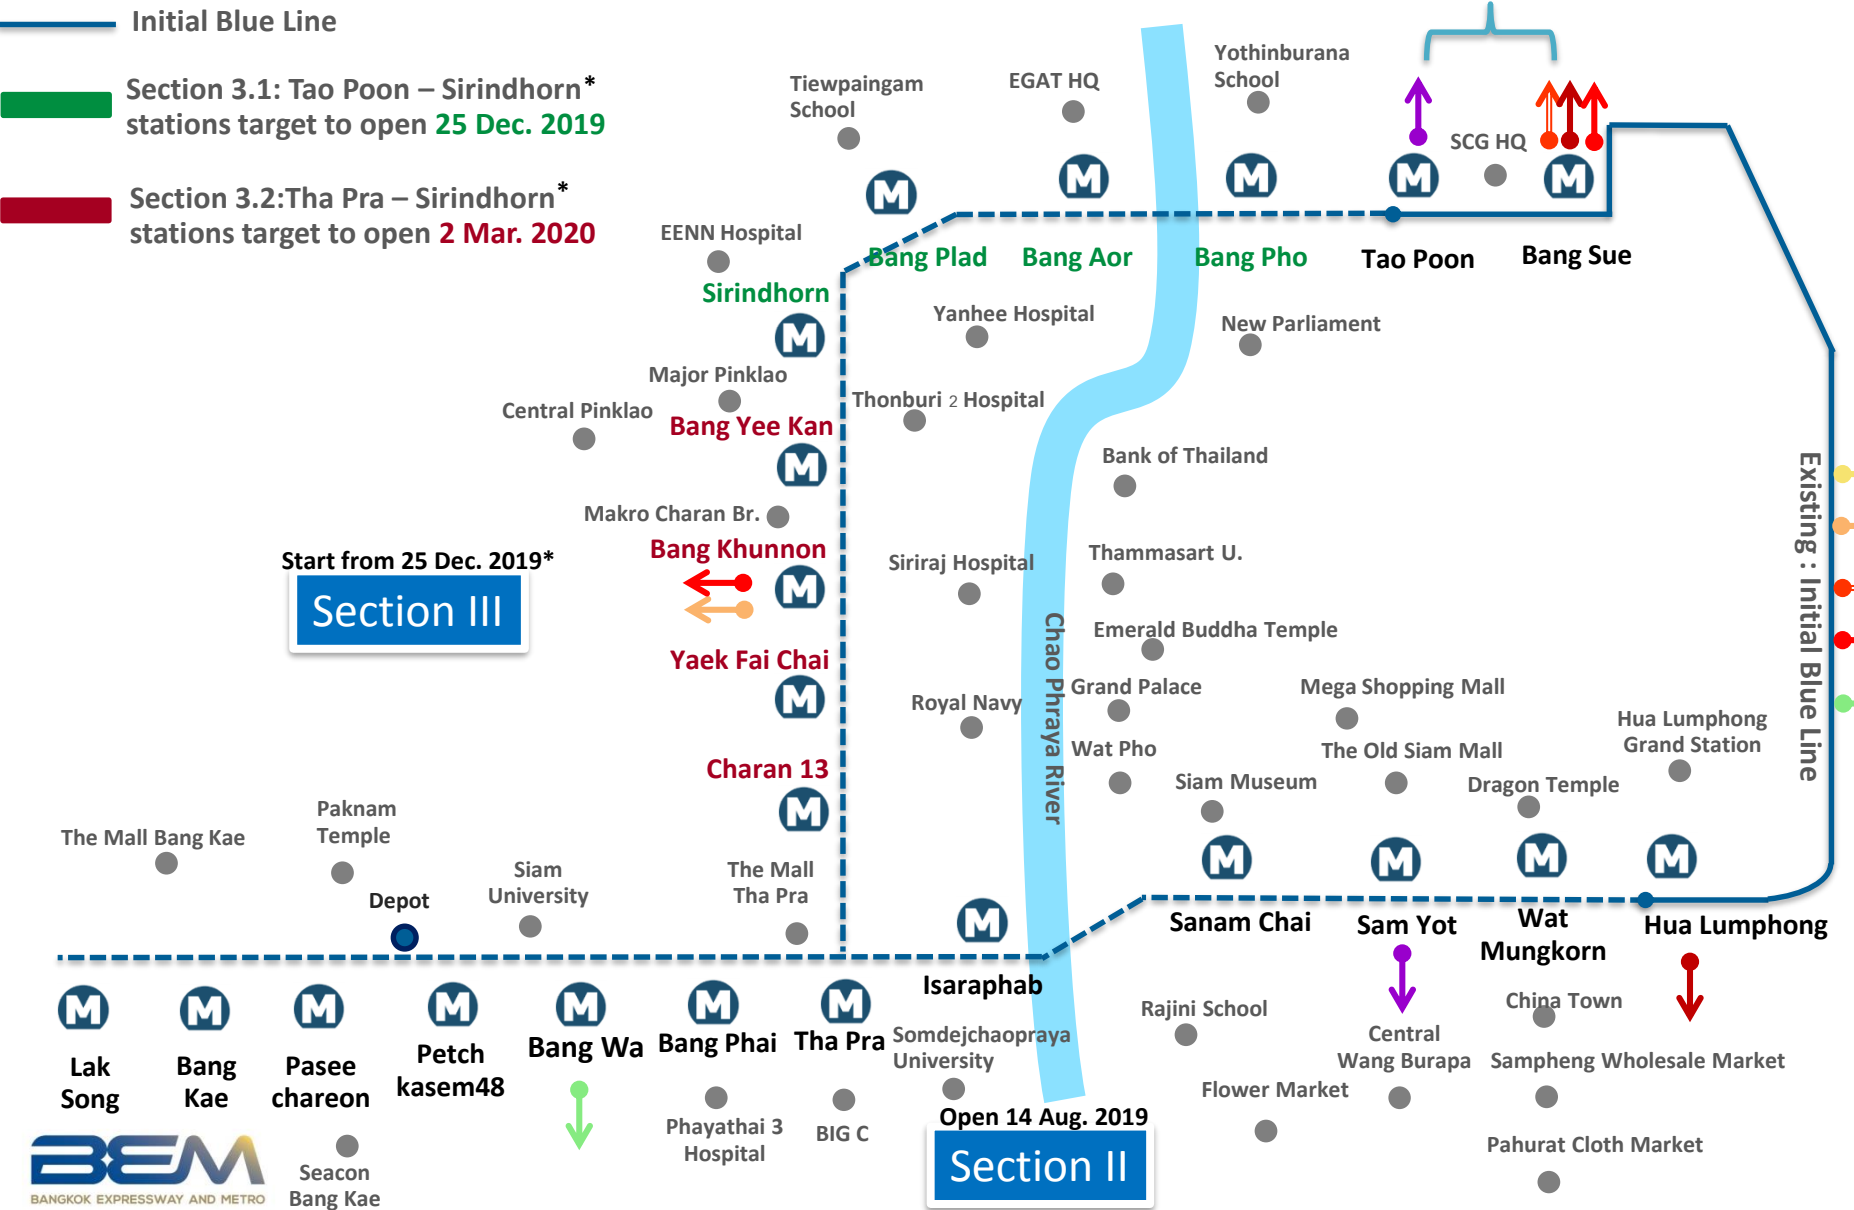 Initial Blue Line
Section 3.1: Tao Poon – Sirindhorn*
stations target to open 25 Dec. 2019
Section 3.2:Tha Pra – Sirindhorn*
stations target to open 2 Mar. 2020
Tiewpaingam
School
EGAT HQ
Yothinburana
School
SCG HQ
EENN Hospital
Bang Plad
Bang Aor
Bang Pho
Tao Poon
Bang Sue
Sirindhorn
Yanhee Hospital
New Parliament
Major Pinklao
Central Pinklao
Thonburi 2 Hospital
Bang Yee Kan
Bank of Thailand
Makro Charan Br.
Bang Khunnon
Start from 25 Dec. 2019*
Section III
Siriraj Hospital
Thammasart U.
Existing : Initial Blue Line
Chao Phraya River
Emerald Buddha Temple
Yaek Fai Chai
Royal Navy
Grand Palace
Mega Shopping Mall
Hua Lumphong
Grand Station
Wat Pho
The Old Siam Mall
Charan 13
Siam Museum
Dragon Temple
The Mall Bang Kae
Paknam
Temple
Siam
University
The Mall
Tha Pra
Depot
Sanam Chai
Sam Yot
Wat
Mungkorn
Hua Lumphong
Isaraphab
Lak
Song
Bang
Kae
Pasee
chareon
Petch
kasem48
Bang Wa
Bang Phai
Tha Pra
Somdejchaopraya
University
Rajini School
China Town
Central
Wang Burapa
Sampheng Wholesale Market
Flower Market
Phayathai 3
Hospital
BIG C
Open 14 Aug. 2019
Section II
Pahurat Cloth Market
Seacon
Bang Kae
BEM
BANGKOK EXPRESSWAY AND METRO